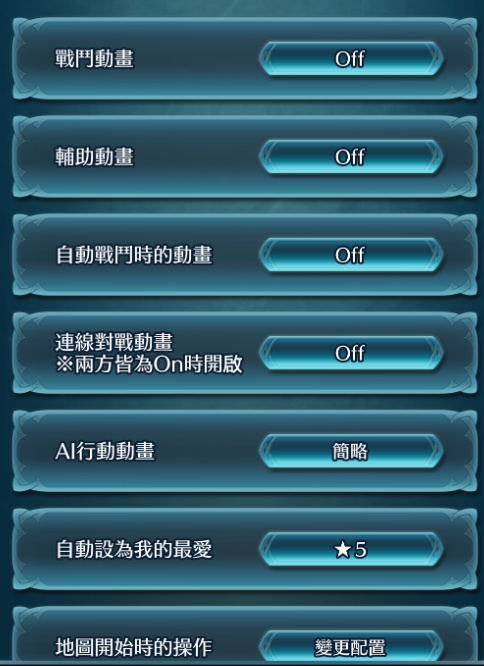 戰鬥動畫
Off
輔助動畫
Off
自動戰鬥時的動畫
Off
連線對戰動畫
※兩方皆為On時開啟
Off
AI行動動畫
簡略
自動設為我的最愛
★5
地圖開始時的操作
變更配置